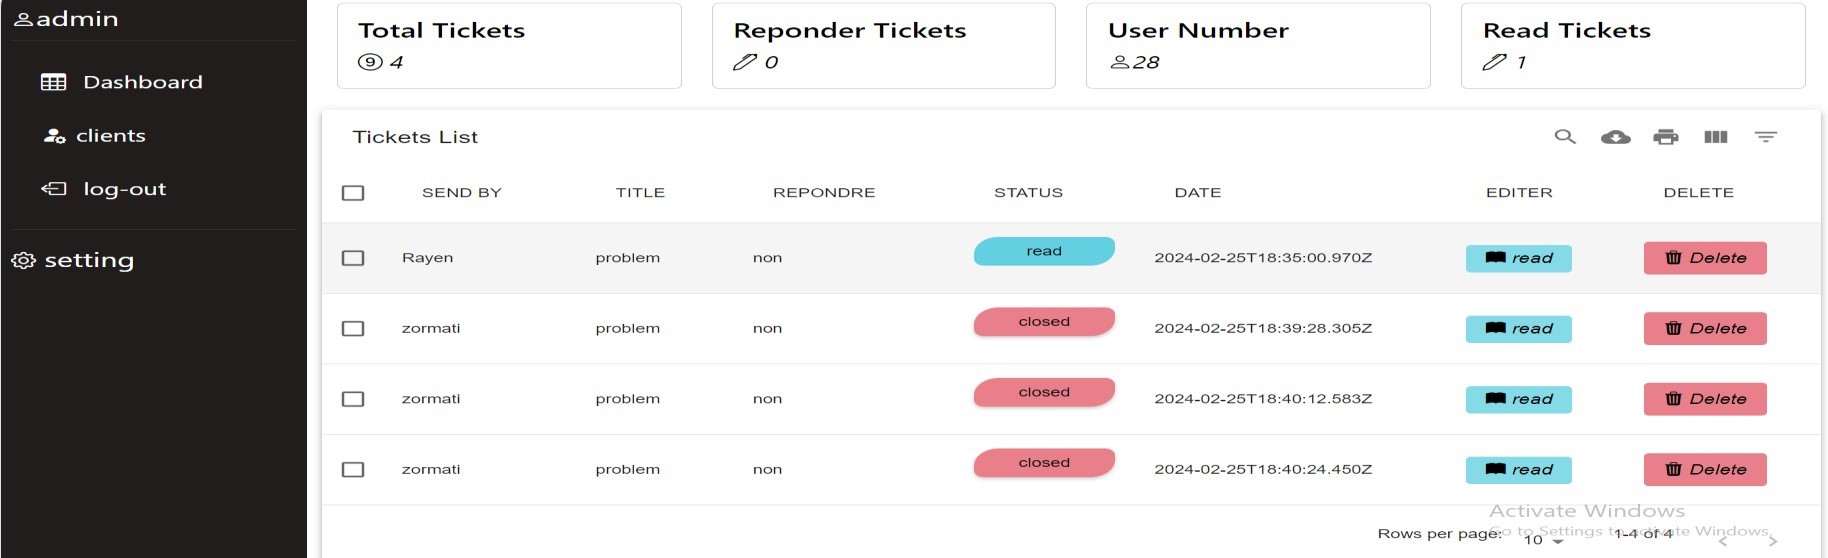 admin
Dashboard
clients
log-out
setting
Total Tickets
9 4
Reponder Tickets
0
User Number
28
Read Tickets
1
Tickets List
SEND BY TITLE REPONDRE STATUS DATE EDITER DELETE
Rayen problem non read 2024-02-25T18:35:00.970Z read Delete
zormati problem non closed 2024-02-25T18:39:28.305Z read Delete
zormati problem non closed 2024-02-25T18:40:12.583Z read Delete
zormati problem non closed 2024-02-25T18:40:24.450Z read Delete
Activate Windows
Go to Settings to activate Windows.
Rows per page: 10 1-4 of 4